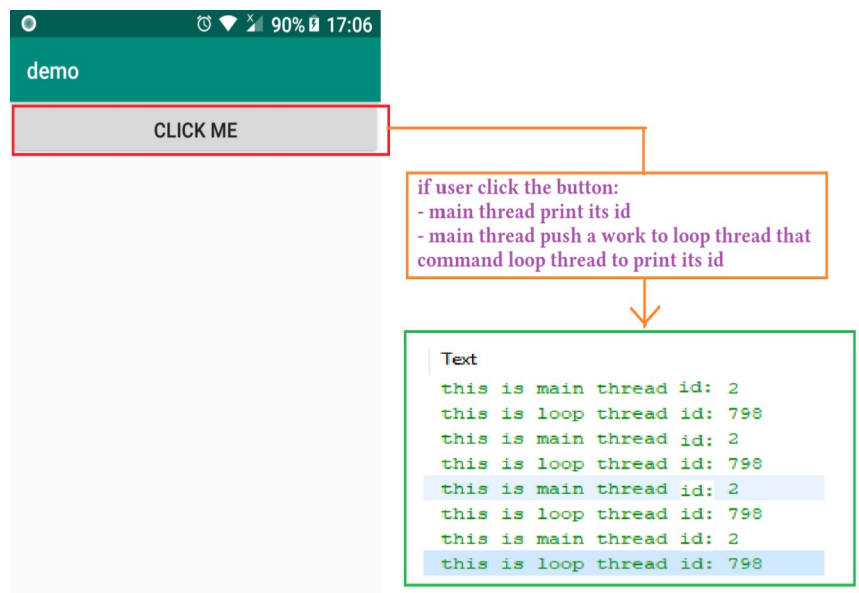 X 90% 17:06
demo
CLICK ME
if user click the button:
- main thread print its id
- main thread push a work to loop thread that
command loop thread to print its id
Text
this is main thread id: 2
this is loop thread id: 798
this is main thread id: 2
this is loop thread id: 798
this is main thread id: 2
this is loop thread id: 798
this is main thread id: 2
this is loop thread id: 798